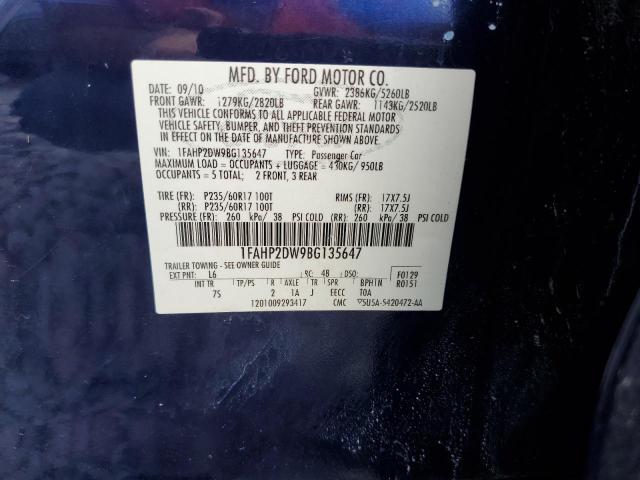 MFD. BY FORD MOTOR CO.
DATE: 09/10 GVWR: 2386KG/5260LB
FRONT GAWR: 1279KG/2820LB REAR GAWR: 1143KG/2520LB
THIS VEHICLE CONFORMS TO ALL APPLICABLE FEDERAL MOTOR
VEHICLE SAFETY, BUMPER, AND THEFT PREVENTION STANDARDS
IN EFFECT ON THE DATE OF MANUFACTURE SHOWN ABOVE.
VIN: 1FAHP2DW9BG135647 TYPE: Passenger Car
MAXIMUM LOAD = OCCUPANTS + LUGGAGE = 430KG/ 950LB
OCCUPANTS = 5 TOTAL; 2 FRONT, 3 REAR
TIRE (FR): P235/60R17 100T RIMS (FR): 17X7.5J
(RR): P235/60R17 100T (RR): 17X7.5J
PRESSURE (FR): 260 kPa/ 38 PSI COLD (RR): 260 kPa/ 38 PSI COLD
1FAHP2DW9BG135647
TRAILER TOWING - SEE OWNER GUIDE
EXT PNT: L6 RC: 48 DSO: F0129
INT TR TP/PS R AXLE TR SPR BPHTN R0151
7S 2 1A J EECC TOA
1201009293417 CMC 5U5A-5420472-AA